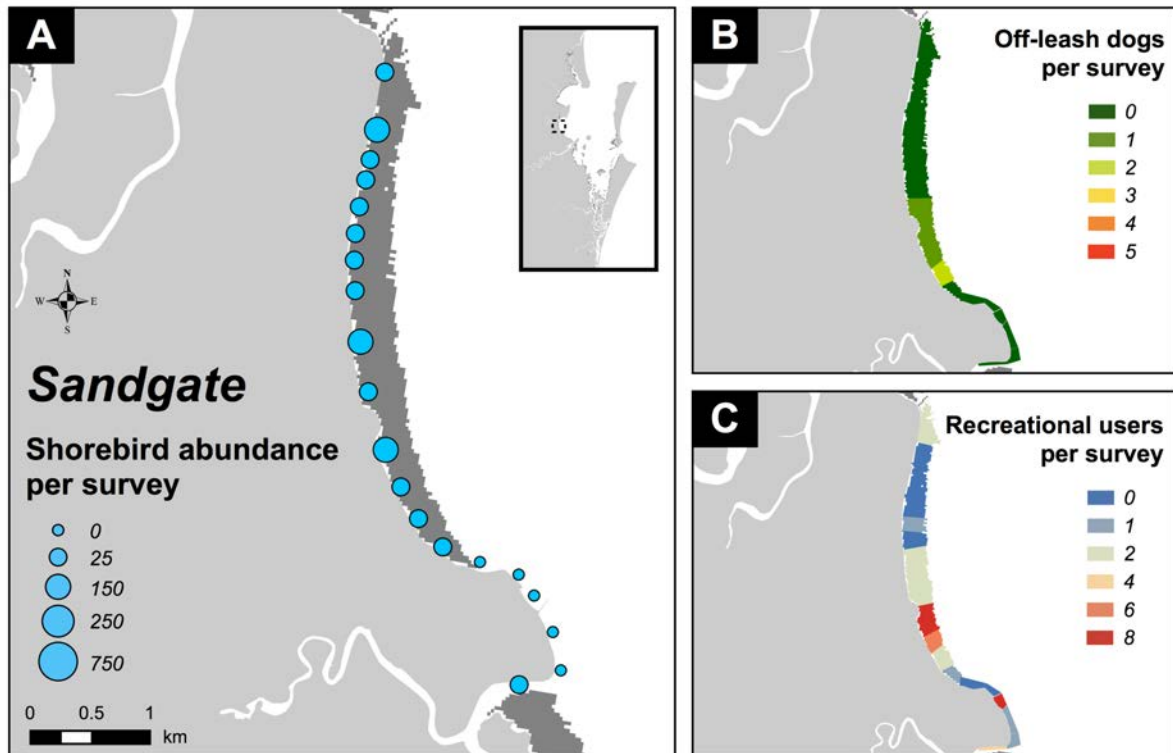 A
N
W E
S
Sandgate
Shorebird abundance
per survey
0
25
150
250
750
0 0.5 1
km
B
Off-leash dogs
per survey
0
1
2
3
4
5
C
Recreational users
per survey
0
1
2
4
6
8